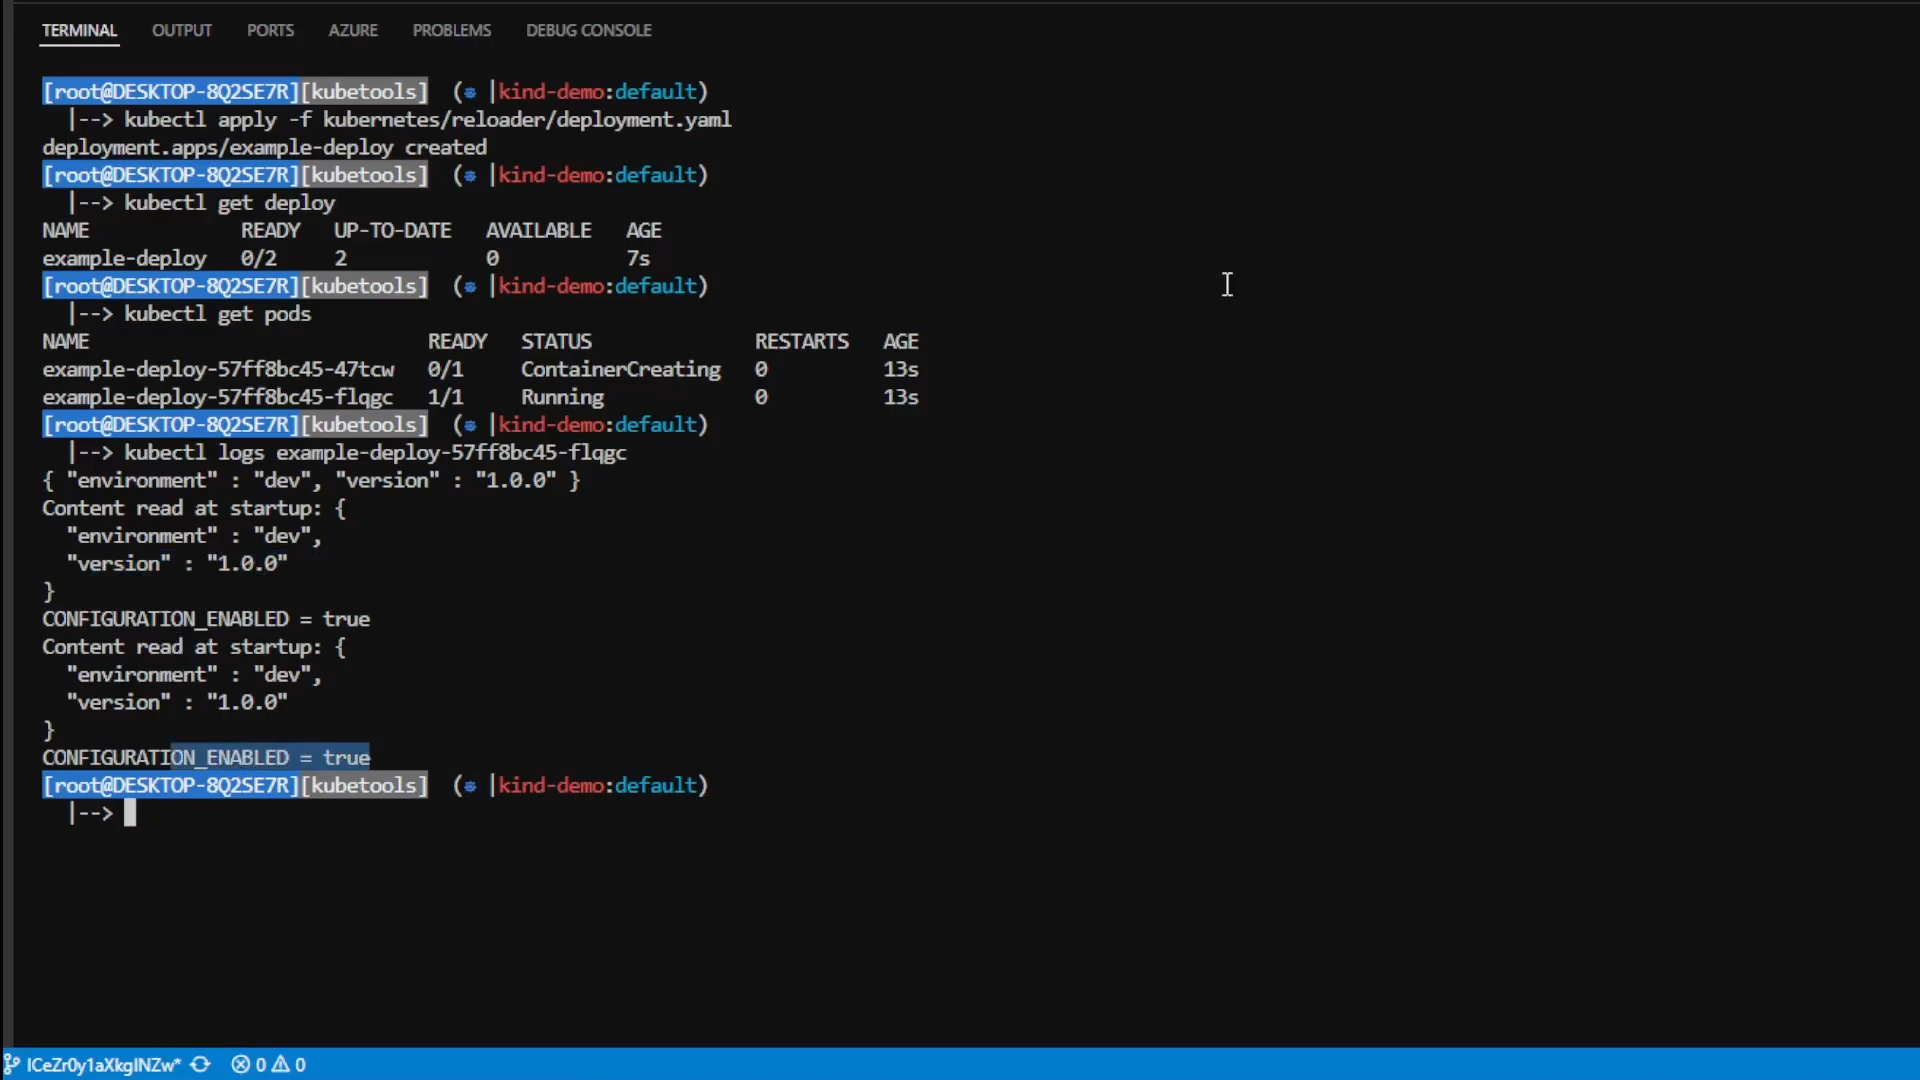 TERMINAL OUTPUT PORTS AZURE PROBLEMS DEBUG CONSOLE
[root@DESKTOP-8Q2SE7R][kubetools] (⎈ |kind-demo:default)
|--> kubectl apply -f kubernetes/reloader/deployment.yaml
deployment.apps/example-deploy created
[root@DESKTOP-8Q2SE7R][kubetools] (⎈ |kind-demo:default)
|--> kubectl get deploy
NAME READY UP-TO-DATE AVAILABLE AGE
example-deploy 0/2 2 0 7s
[root@DESKTOP-8Q2SE7R][kubetools] (⎈ |kind-demo:default)
|--> kubectl get pods
NAME READY STATUS RESTARTS AGE
example-deploy-57ff8bc45-47tcw 0/1 ContainerCreating 0 13s
example-deploy-57ff8bc45-flqgc 1/1 Running 0 13s
[root@DESKTOP-8Q2SE7R][kubetools] (⎈ |kind-demo:default)
|--> kubectl logs example-deploy-57ff8bc45-flqgc
{ "environment" : "dev", "version" : "1.0.0" }
Content read at startup: {
"environment" : "dev",
"version" : "1.0.0"
}
CONFIGURATION_ENABLED = true
Content read at startup: {
"environment" : "dev",
"version" : "1.0.0"
}
CONFIGURATION_ENABLED = true
[root@DESKTOP-8Q2SE7R][kubetools] (⎈ |kind-demo:default)
|-->
0 0